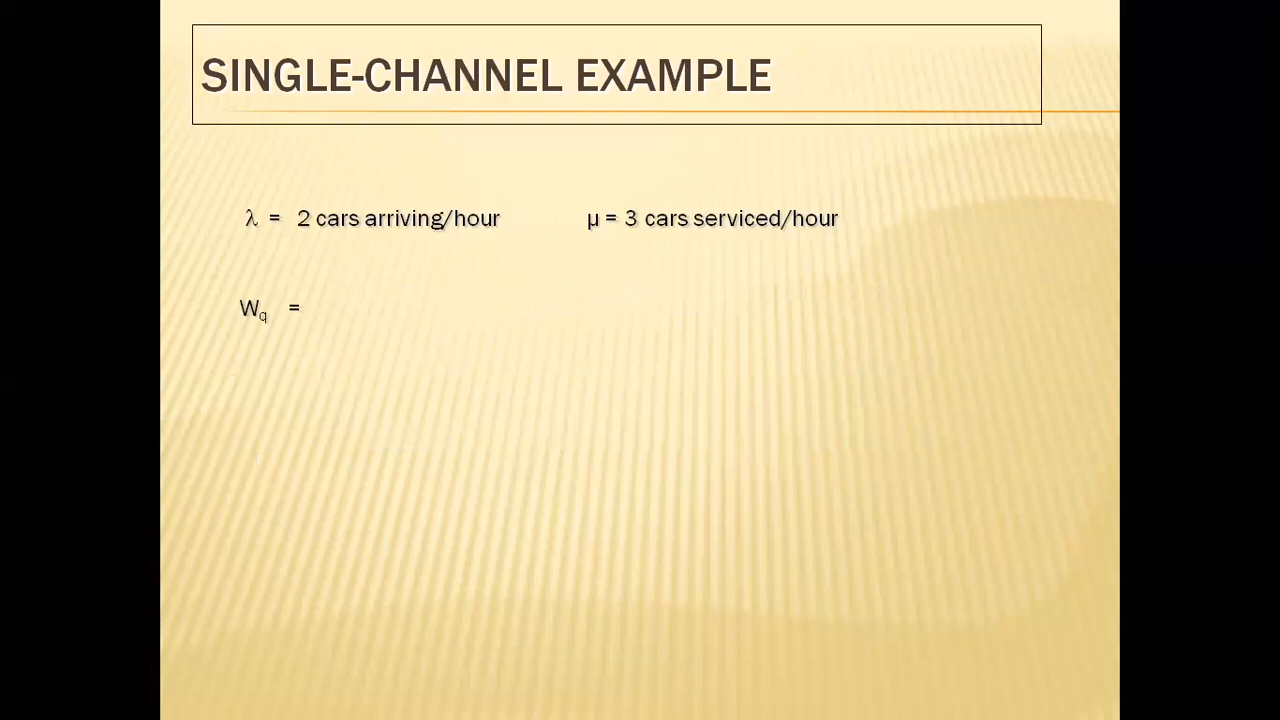 SINGLE-CHANNEL EXAMPLE
λ = 2 cars arriving/hour µ = 3 cars serviced/hour
Wq =